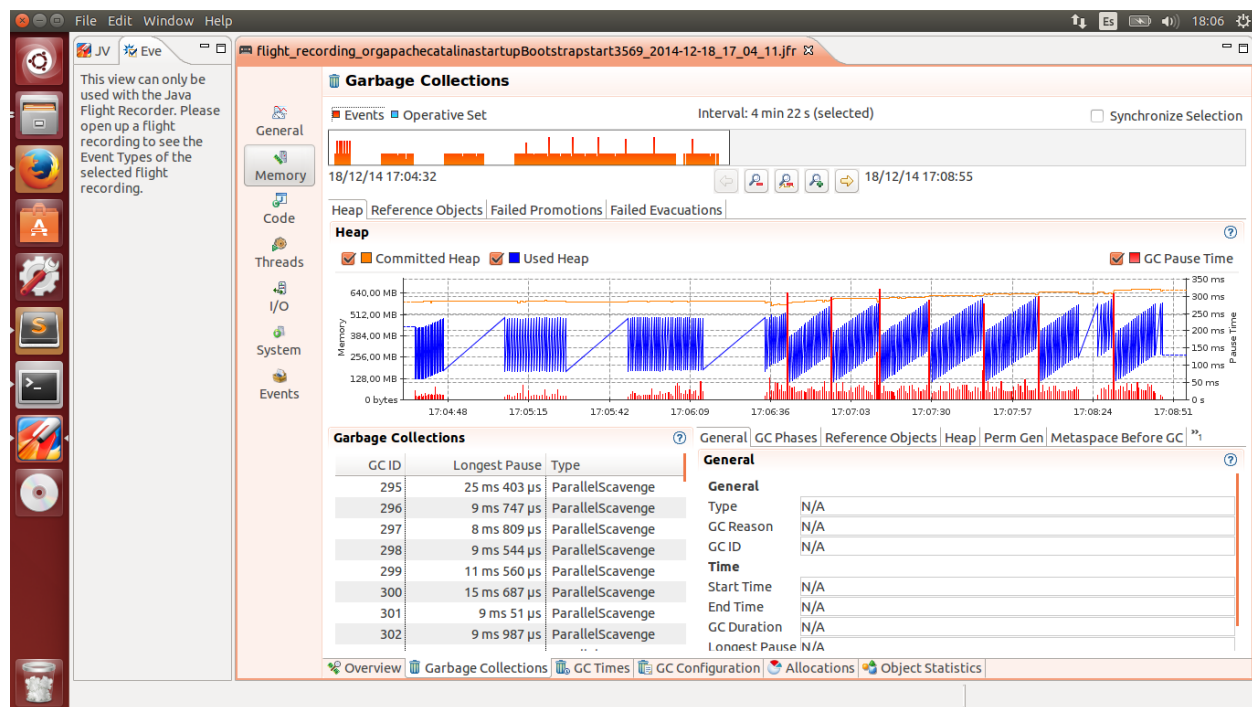 File Edit Window Help
Es
18:06
JV
Eve
flight_recording_orgapachecatalinastartupBootstrapstart3569_2014-12-18_17_04_11.jfr
This view can only be
used with the Java
Flight Recorder. Please
open up a flight
recording to see the
Event Types of the
selected flight
recording.
General
Memory
Code
Threads
I/O
System
Events
Garbage Collections
Events
Operative Set
Interval: 4 min 22 s (selected)
Synchronize Selection
18/12/14 17:04:32
18/12/14 17:08:55
Heap
Reference Objects
Failed Promotions
Failed Evacuations
Heap
Committed Heap
Used Heap
GC Pause Time
Memory
640,00 MB
512,00 MB
384,00 MB
256,00 MB
128,00 MB
0 bytes
350 ms
300 ms
250 ms
200 ms
150 ms
100 ms
50 ms
0 s
Pause Time
17:04:48 17:05:15 17:05:42 17:06:09 17:06:36 17:07:03 17:07:30 17:07:57 17:08:24 17:08:51
Garbage Collections
GC ID Longest Pause Type
295 25 ms 403 µs ParallelScavenge
296 9 ms 747 µs ParallelScavenge
297 8 ms 809 µs ParallelScavenge
298 9 ms 544 µs ParallelScavenge
299 11 ms 560 µs ParallelScavenge
300 15 ms 687 µs ParallelScavenge
301 9 ms 51 µs ParallelScavenge
302 9 ms 987 µs ParallelScavenge
General
GC Phases
Reference Objects
Heap
Perm Gen
Metaspace Before GC
»1
General
General
Type N/A
GC Reason N/A
GC ID N/A
Time
Start Time N/A
End Time N/A
GC Duration N/A
Longest Pause N/A
Overview
Garbage Collections
GC Times
GC Configuration
Allocations
Object Statistics